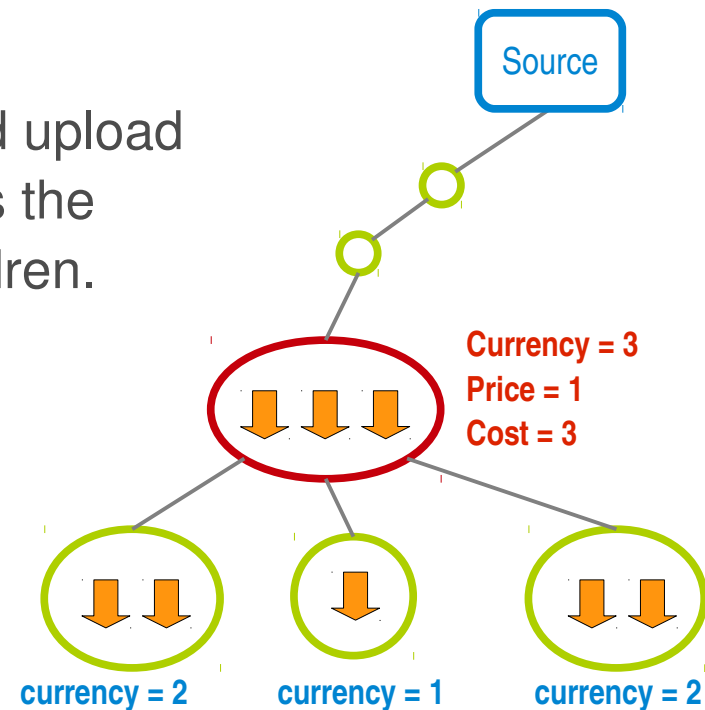 Source
d upload
s the
dren.
Currency = 3
Price = 1
Cost = 3
currency = 2
currency = 1
currency = 2